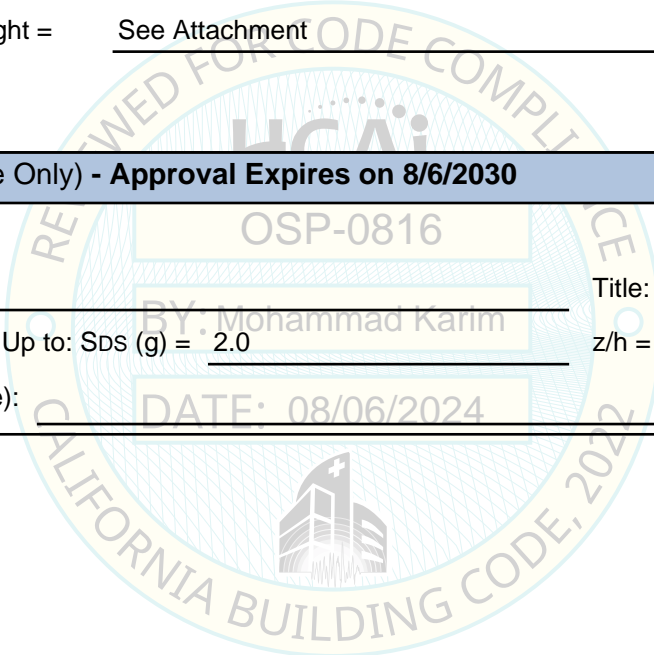 ght = See Attachment
REVIEWED FOR CODE COMPLIANCE
HCAi
e Only) - Approval Expires on 8/6/2030
OSP-0816
Title:
BY: Mohammad Karim
Up to: SDS (g) = 2.0 z/h =
e):
DATE: 08/06/2024
CALIFORNIA BUILDING CODE, 2022